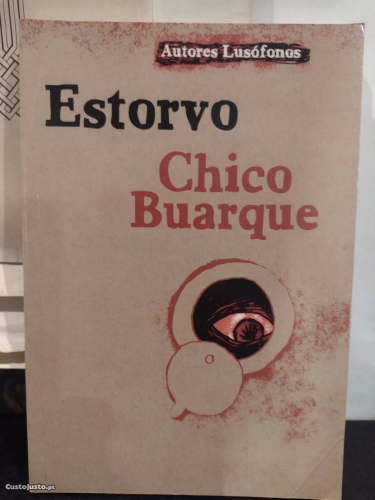 Autores Lusófonos
Estorvo
Chico
Buarque
CustoJusto.pt